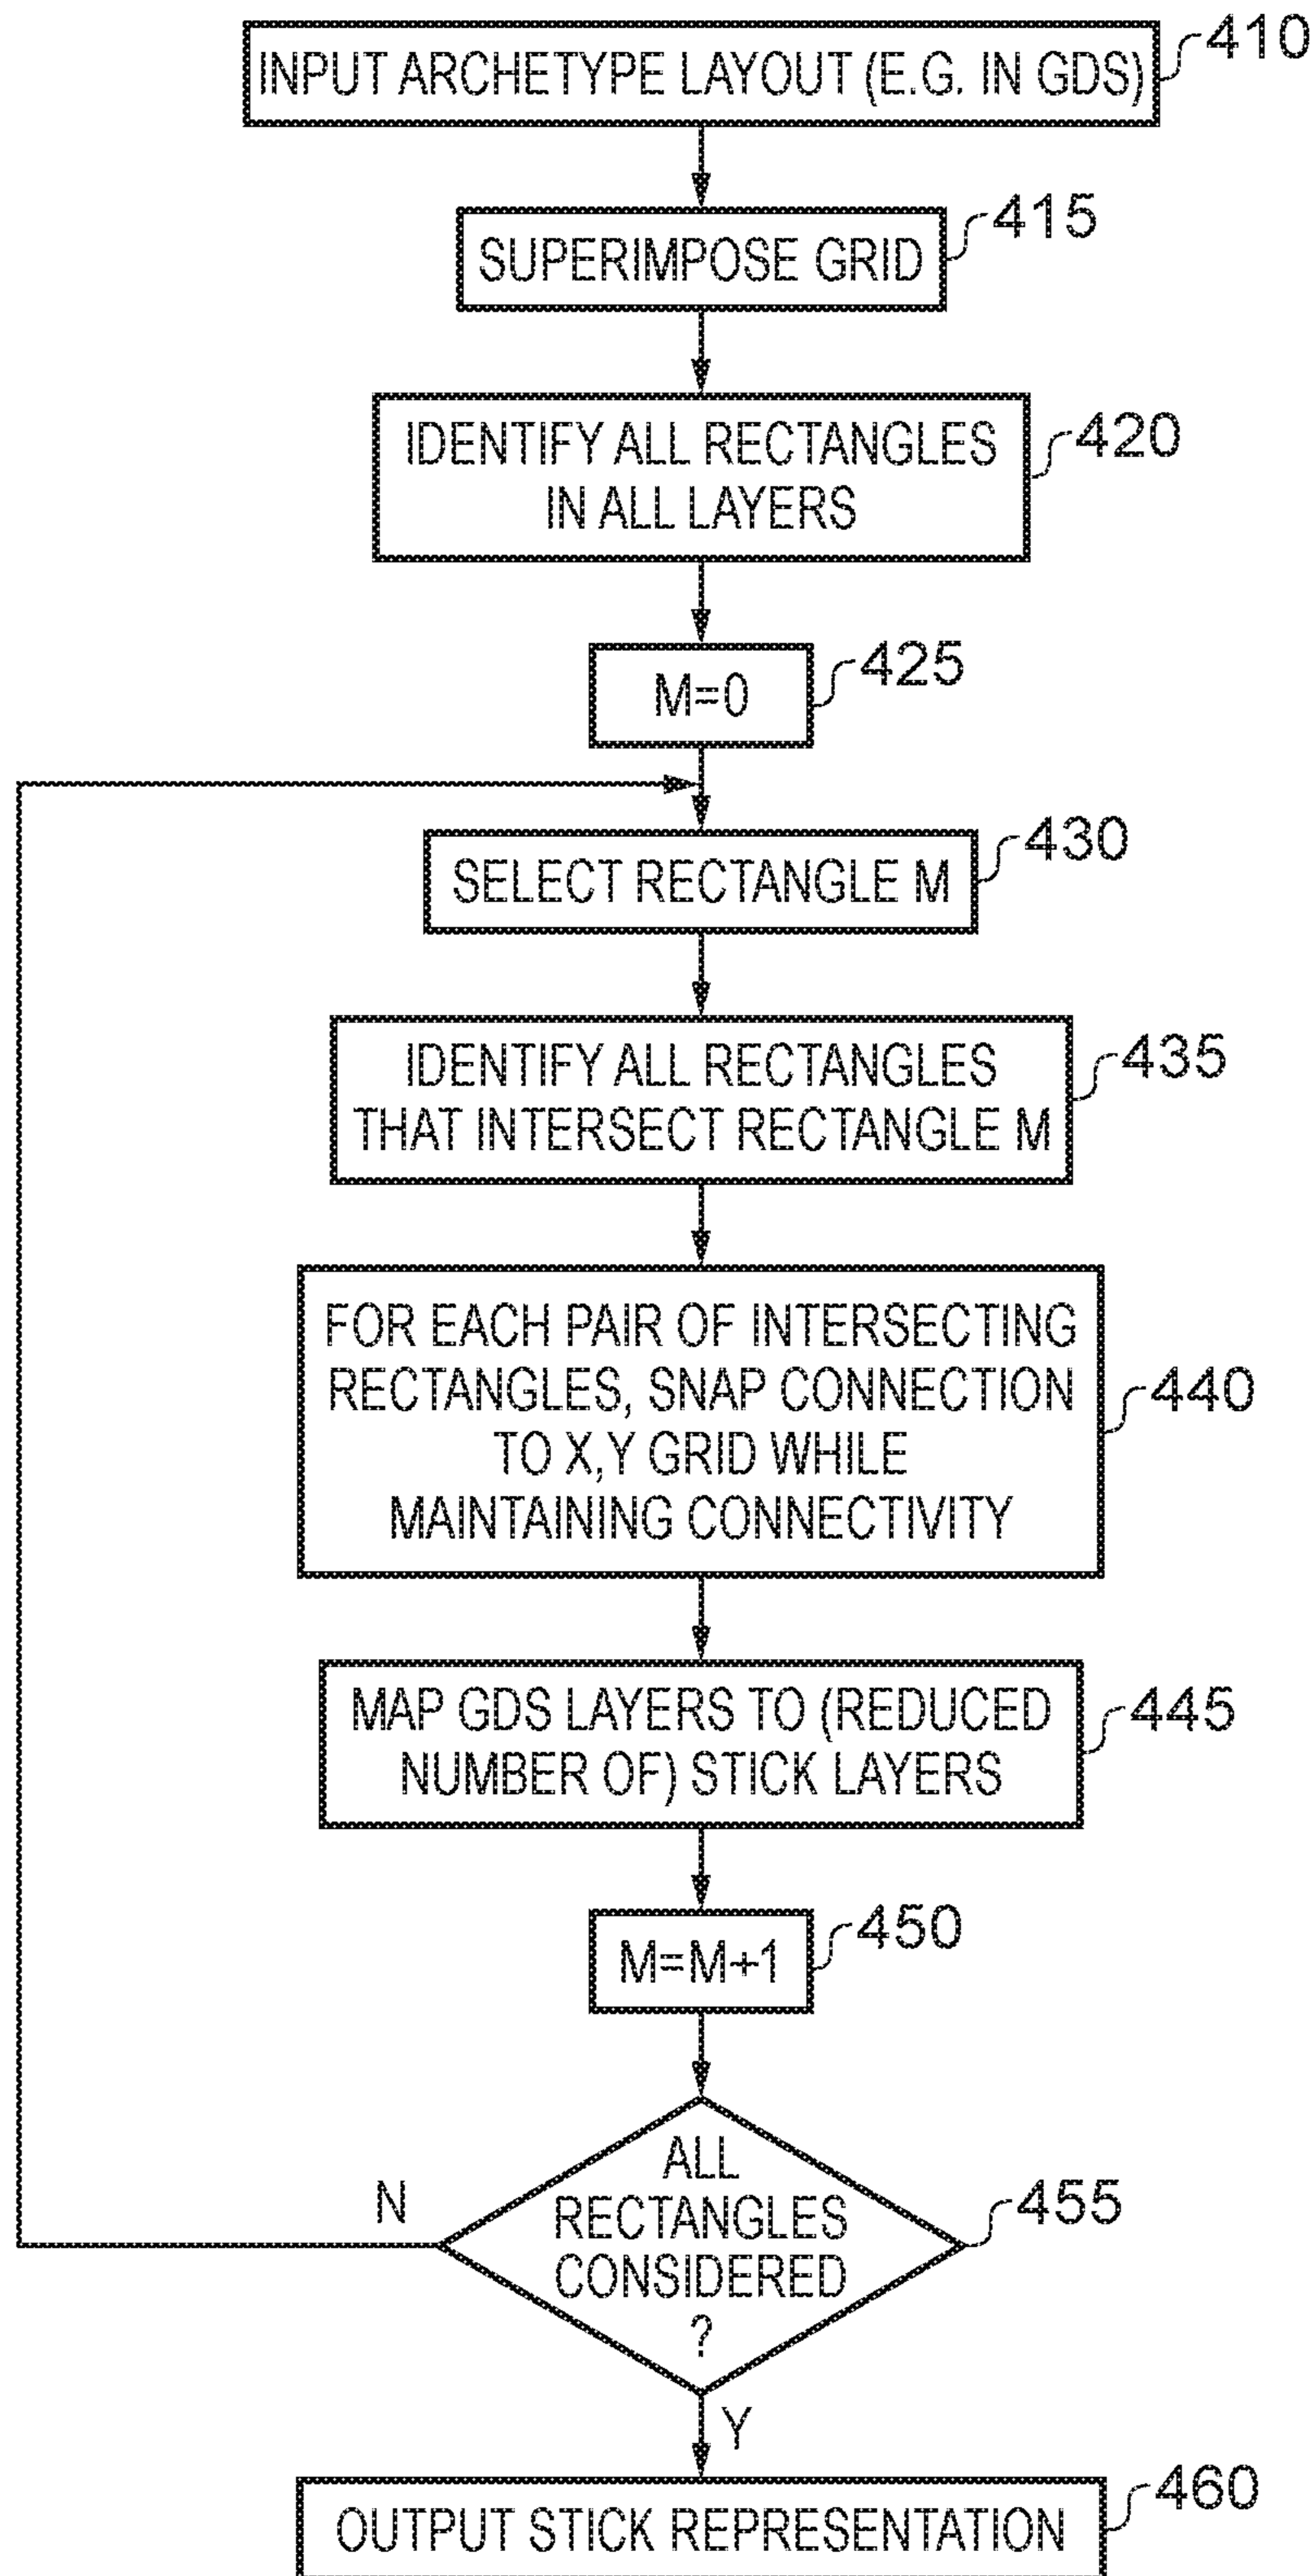 INPUT ARCHETYPE LAYOUT (E.G. IN GDS)
410
SUPERIMPOSE GRID
415
IDENTIFY ALL RECTANGLES
IN ALL LAYERS
420
M=0
425
SELECT RECTANGLE M
430
IDENTIFY ALL RECTANGLES
THAT INTERSECT RECTANGLE M
435
FOR EACH PAIR OF INTERSECTING
RECTANGLES, SNAP CONNECTION
TO X,Y GRID WHILE
MAINTAINING CONNECTIVITY
440
MAP GDS LAYERS TO (REDUCED
NUMBER OF) STICK LAYERS
445
M=M+1
450
ALL
RECTANGLES
CONSIDERED
?
455
N
Y
OUTPUT STICK REPRESENTATION
460